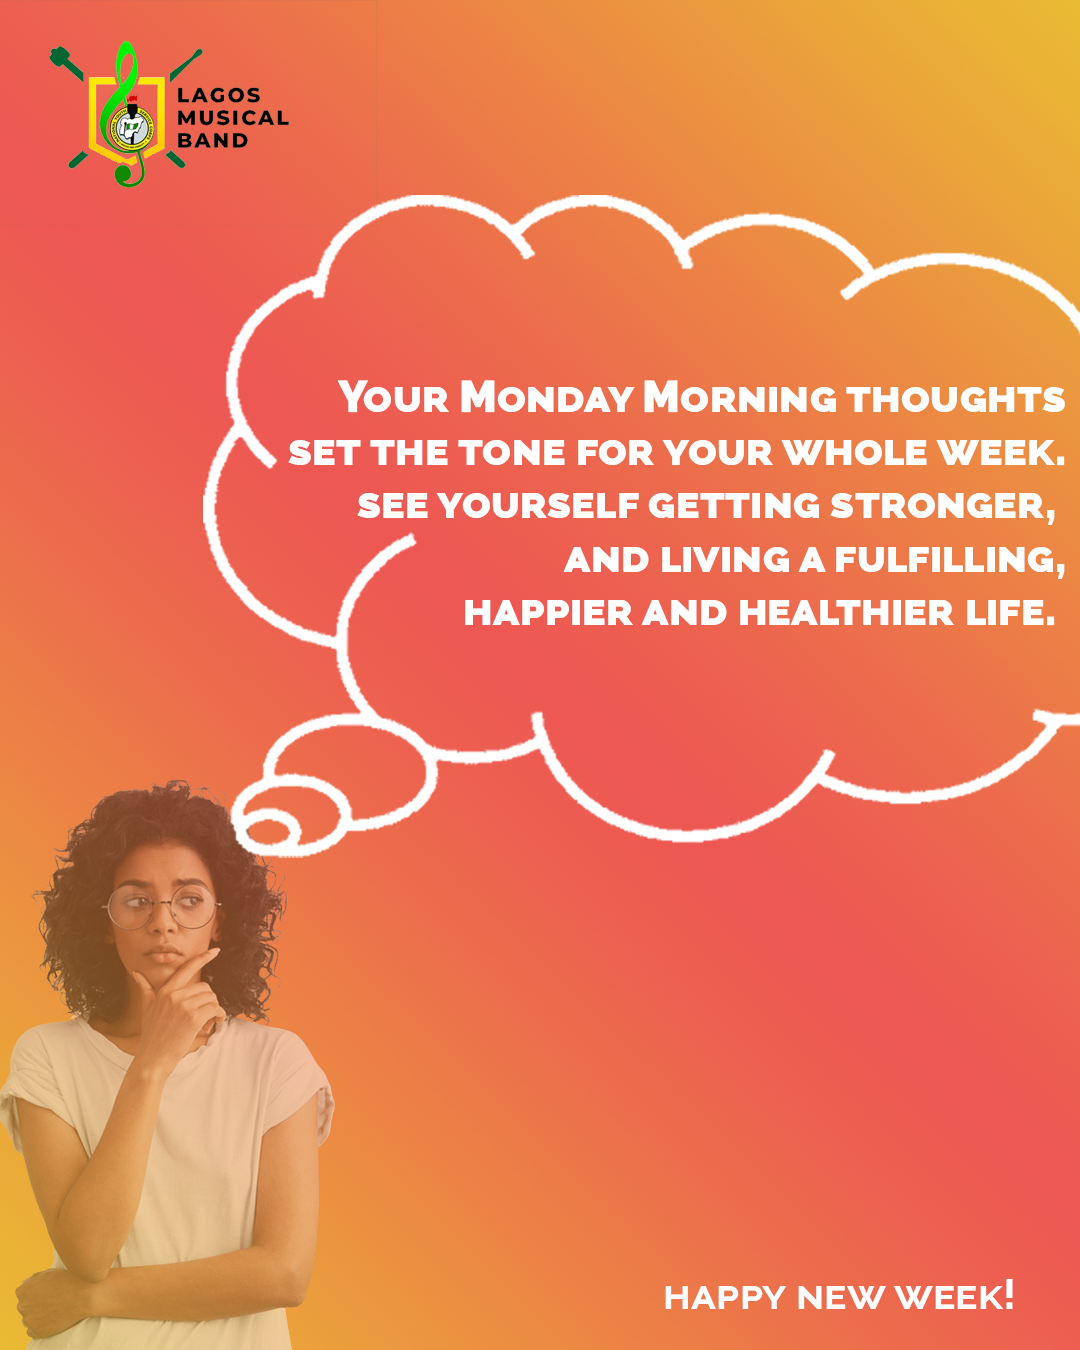 LAGOS
MUSICAL
BAND
Your Monday Morning thoughts
set the tone for your whole week.
see yourself getting stronger,
and living a fulfilling,
happier and healthier life.
happy new week!